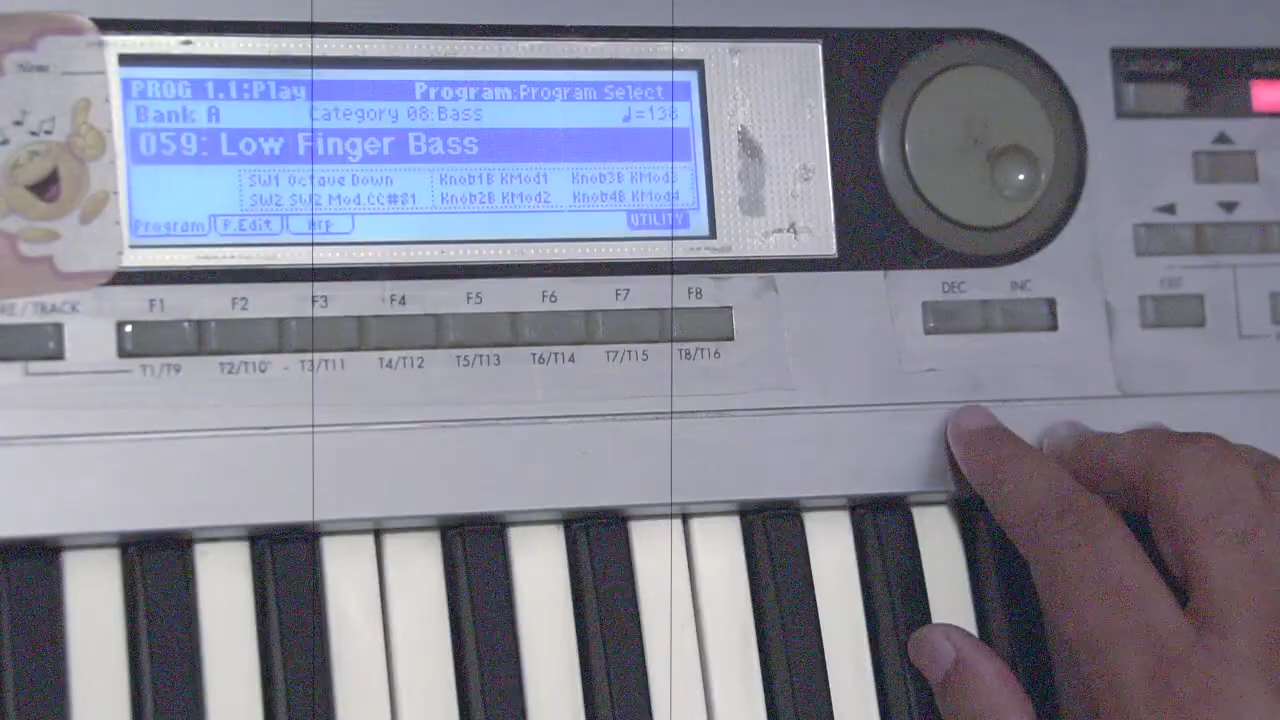 PROG 1.1:Play Program:Program Select
Bank A Category 08:Bass ♩=138
059: Low Finger Bass
SW1 Octave Down Knob1B KMod1 Knob3B KMod3
SW2 SW2 Mod.CC#81 Knob2B KMod2 Knob4B KMod4
Program P.Edit Arp UTILITY
/TRACK F1 F2 F3 F4 F5 F6 F7 F8
T1/T9 T2/T10 T3/T11 T4/T12 T5/T13 T6/T14 T7/T15 T8/T16
DEC INC